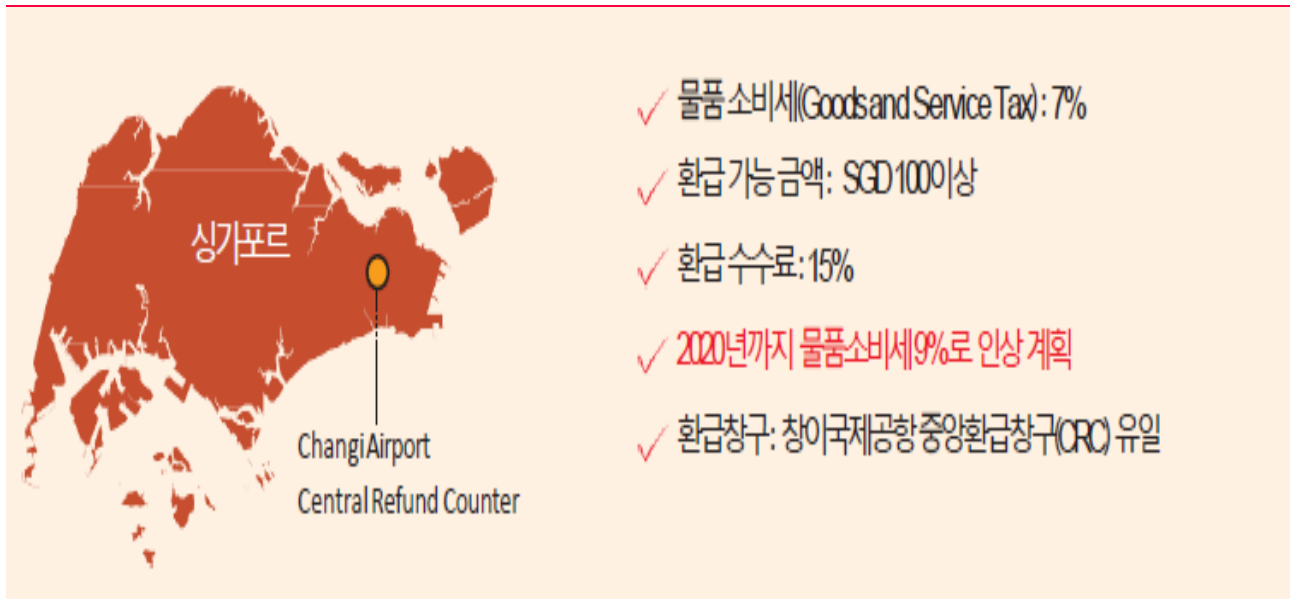 싱가포르
Changi Airport
Central Refund Counter
물품 소비세(Goods and Service Tax) : 7%
환급 가능 금액 : SGD 100이상
환급 수수료 : 15%
2020년까지 물품소비세 9%로 인상 계획
환급창구 : 창이국제공항 중앙환급창구(CRC) 유일